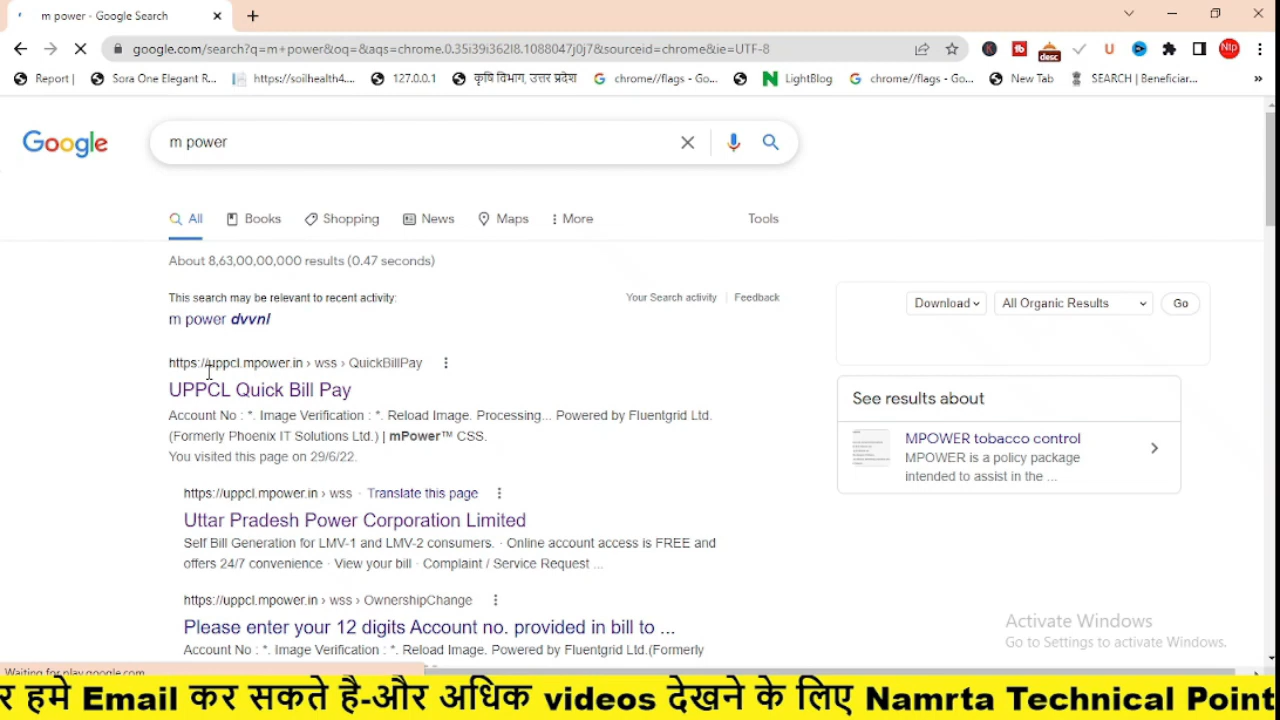 m power - Google Search
google.com/search?q=m+power&oq=&aqs=chrome.0.35i39i362l8.1088047j0j7&sourceid=chrome&ie=UTF-8
Ntp
desc
Report |
Sora One Elegant R...
https://soilhealth4...
127.0.0.1
कृषि विभाग, उत्तर प्रदेश
chrome://flags - Go...
LightBlog
chrome://flags - Go...
New Tab
SEARCH | Beneficiar...
»
Google
m power
All
Books
Shopping
News
Maps
More
Tools
About 8,63,00,00,000 results (0.47 seconds)
This search may be relevant to recent activity:
Your Search activity
Feedback
m power dvvnl
Download
All Organic Results
Go
https://uppcl.mpower.in › wss › QuickBillPay
UPPCL Quick Bill Pay
Account No : *. Image Verification : *. Reload Image. Processing... Powered by Fluentgrid Ltd.
(Formerly Phoenix IT Solutions Ltd.) | mPower™ CSS.
You visited this page on 29/6/22.
See results about
MPOWER tobacco control
MPOWER is a policy package
intended to assist in the ...
https://uppcl.mpower.in › wss · Translate this page
Uttar Pradesh Power Corporation Limited
Self Bill Generation for LMV-1 and LMV-2 consumers. · Online account access is FREE and
offers 24/7 convenience · View your bill · Complaint / Service Request ...
https://uppcl.mpower.in › wss › OwnershipChange
Please enter your 12 digits Account no. provided in bill to ...
Account No : *. Image Verification : *. Reload Image. Powered by Fluentgrid Ltd.(Formerly
Activate Windows
Go to Settings to activate Windows.
Waiting for play.google.com
र हमे Email कर सकते है-और अधिक videos देखने के लिए Namrta Technical Point